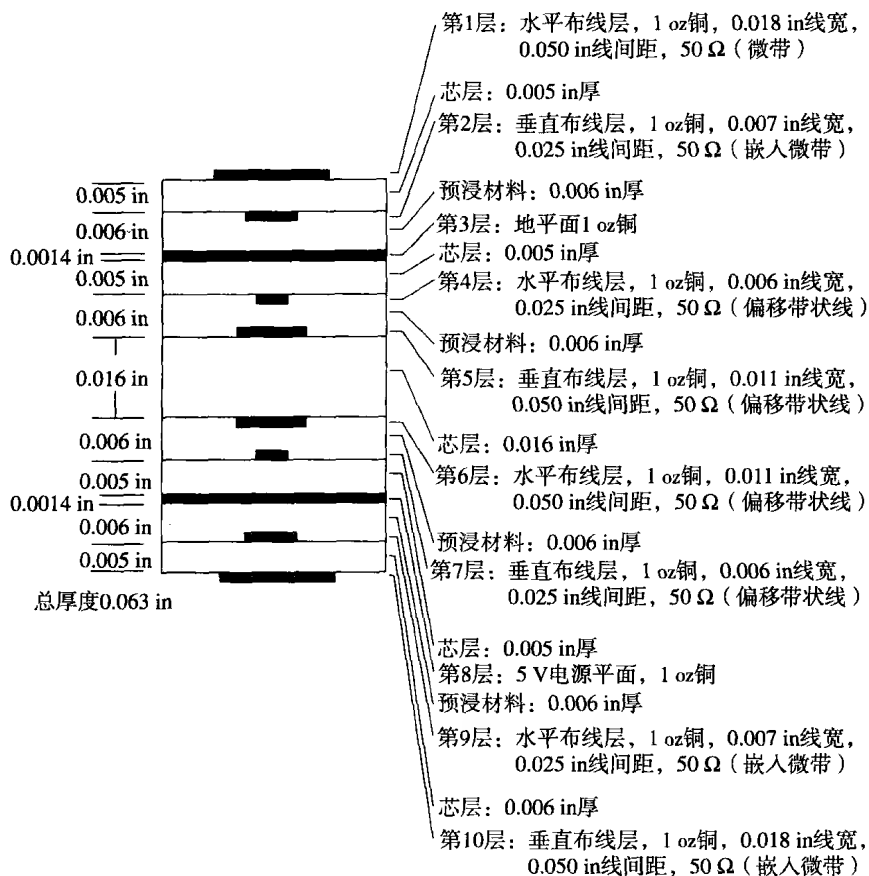 第1层：水平布线层，1 oz铜，0.018 in线宽，
0.050 in线间距，50 Ω（微带）
芯层：0.005 in厚
第2层：垂直布线层，1 oz铜，0.007 in线宽，
0.025 in线间距，50 Ω（嵌入微带）
预浸材料：0.006 in厚
第3层：地平面1 oz铜
芯层：0.005 in厚
第4层：水平布线层，1 oz铜，0.006 in线宽，
0.025 in线间距，50 Ω（偏移带状线）
预浸材料：0.006 in厚
第5层：垂直布线层，1 oz铜，0.011 in线宽，
0.050 in线间距，50 Ω（偏移带状线）
芯层：0.016 in厚
第6层：水平布线层，1 oz铜，0.011 in线宽，
0.050 in线间距，50 Ω（偏移带状线）
预浸材料：0.006 in厚
第7层：垂直布线层，1 oz铜，0.006 in线宽，
0.025 in线间距，50 Ω（偏移带状线）
芯层：0.005 in厚
第8层：5 V电源平面，1 oz铜
预浸材料：0.006 in厚
第9层：水平布线层，1 oz铜，0.007 in线宽，
0.025 in线间距，50 Ω（嵌入微带）
芯层：0.006 in厚
第10层：垂直布线层，1 oz铜，0.018 in线宽，
0.050 in线间距，50 Ω（嵌入微带）
0.005 in
0.006 in
0.0014 in
0.005 in
0.006 in
0.016 in
0.006 in
0.005 in
0.0014 in
0.006 in
0.005 in
总厚度0.063 in